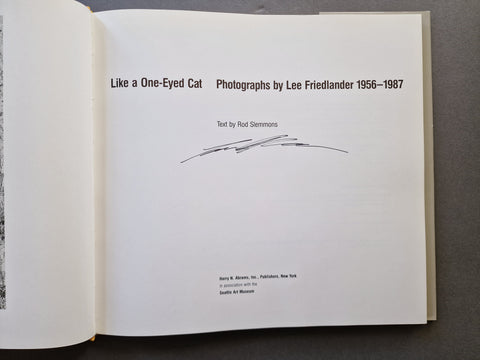 Like a One-Eyed Cat Photographs by Lee Friedlander 1956–1987
Text by Rod Slemmons
Harry N. Abrams, Inc., Publishers, New York
in association with the
Seattle Art Museum